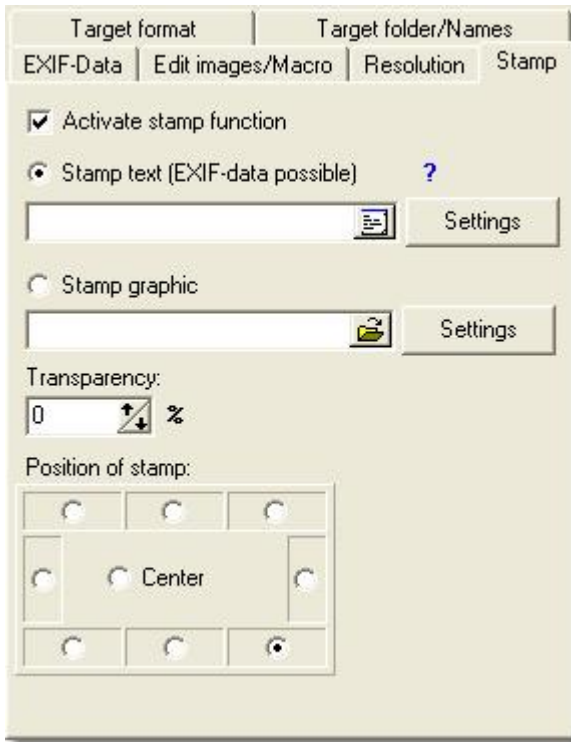 Target format Target folder/Names
EXIF-Data Edit images/Macro Resolution Stamp
Activate stamp function
Stamp text (EXIF-data possible) ?
Settings
Stamp graphic
Settings
Transparency:
0 %
Position of stamp:
Center